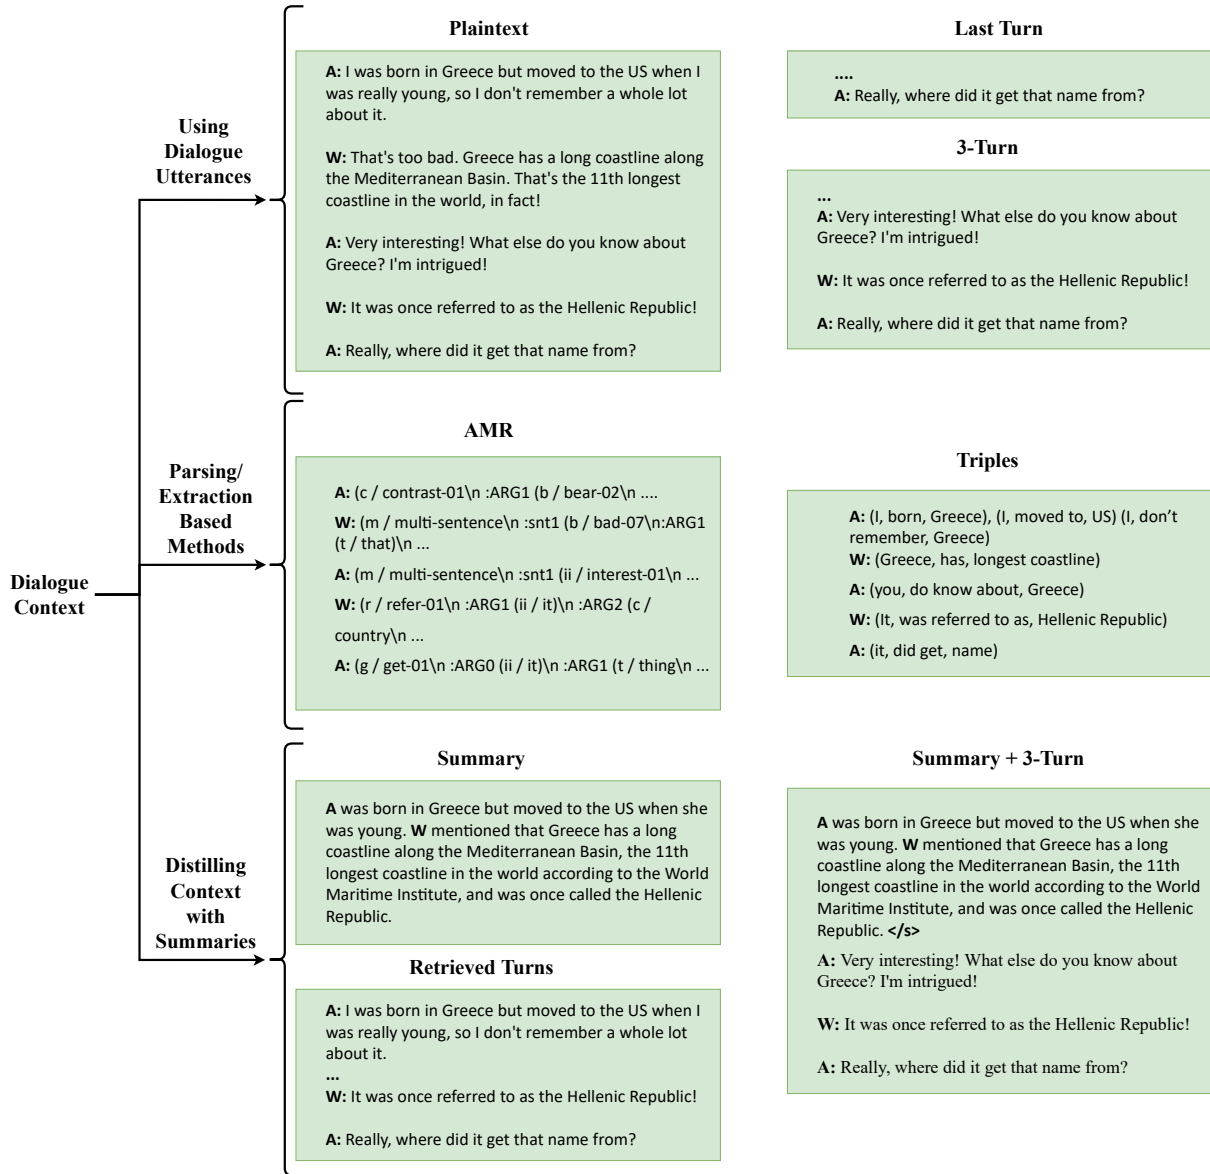 Dialogue
Context
Using
Dialogue
Utterances
Plaintext
A: I was born in Greece but moved to the US when I
was really young, so I don't remember a whole lot
about it.
W: That's too bad. Greece has a long coastline along
the Mediterranean Basin. That's the 11th longest
coastline in the world, in fact!
A: Very interesting! What else do you know about
Greece? I'm intrigued!
W: It was once referred to as the Hellenic Republic!
A: Really, where did it get that name from?
Last Turn
....
A: Really, where did it get that name from?
3-Turn
...
A: Very interesting! What else do you know about
Greece? I'm intrigued!
W: It was once referred to as the Hellenic Republic!
A: Really, where did it get that name from?
Parsing/
Extraction
Based
Methods
AMR
A: (c / contrast-01\n :ARG1 (b / bear-02\n ....
W: (m / multi-sentence\n :snt1 (b / bad-07\n:ARG1
(t / that)\n ...
A: (m / multi-sentence\n :snt1 (ii / interest-01\n ...
W: (r / refer-01\n :ARG1 (ii / it)\n :ARG2 (c /
country\n ...
A: (g / get-01\n :ARG0 (ii / it)\n :ARG1 (t / thing\n ...
Triples
A: (I, born, Greece), (I, moved to, US) (I, don’t
remember, Greece)
W: (Greece, has, longest coastline)
A: (you, do know about, Greece)
W: (It, was referred to as, Hellenic Republic)
A: (it, did get, name)
Distilling
Context
with
Summaries
Summary
A was born in Greece but moved to the US when she
was young. W mentioned that Greece has a long
coastline along the Mediterranean Basin, the 11th
longest coastline in the world according to the World
Maritime Institute, and was once called the Hellenic
Republic.
Retrieved Turns
A: I was born in Greece but moved to the US when I
was really young, so I don't remember a whole lot
about it.
...
W: It was once referred to as the Hellenic Republic!
A: Really, where did it get that name from?
Summary + 3-Turn
A was born in Greece but moved to the US when she
was young. W mentioned that Greece has a long
coastline along the Mediterranean Basin, the 11th
longest coastline in the world according to the World
Maritime Institute, and was once called the Hellenic
Republic. </s>
A: Very interesting! What else do you know about
Greece? I'm intrigued!
W: It was once referred to as the Hellenic Republic!
A: Really, where did it get that name from?